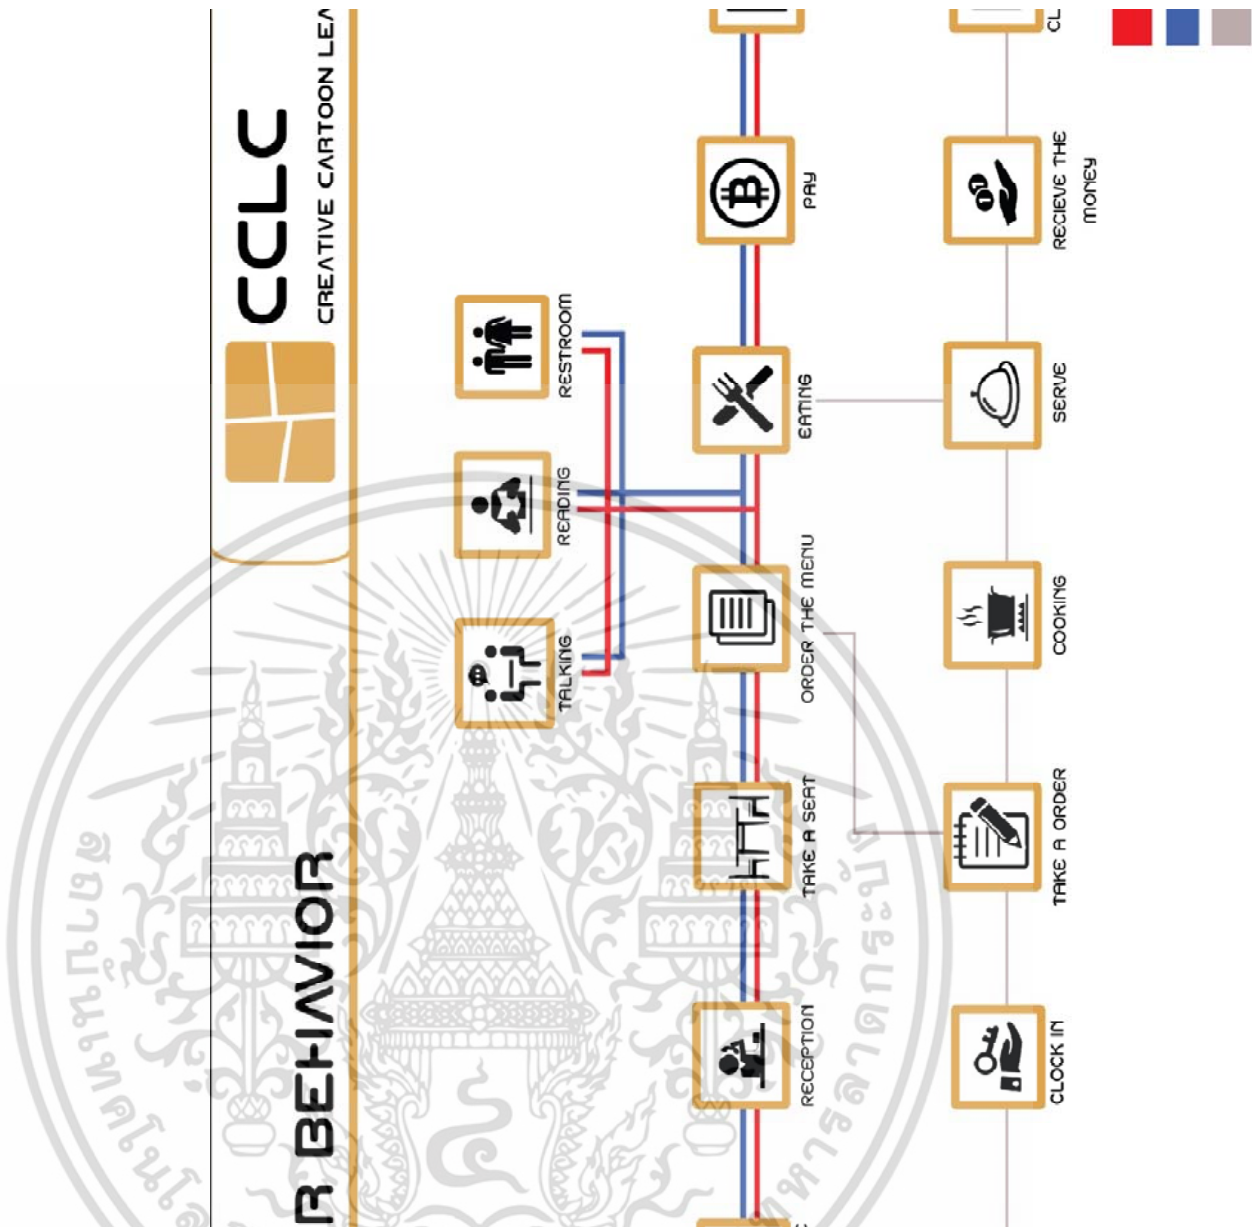 CCLC
CREATIVE CARTOON
R BEHAVIOR
RESTROOM
READING
TALKING
PAY
EATING
ORDER THE MENU
TAKE A SEAT
RECEPTION
RECIEVE THE
MONEY
SERVE
COOKING
TAKE A ORDER
CLOCK IN